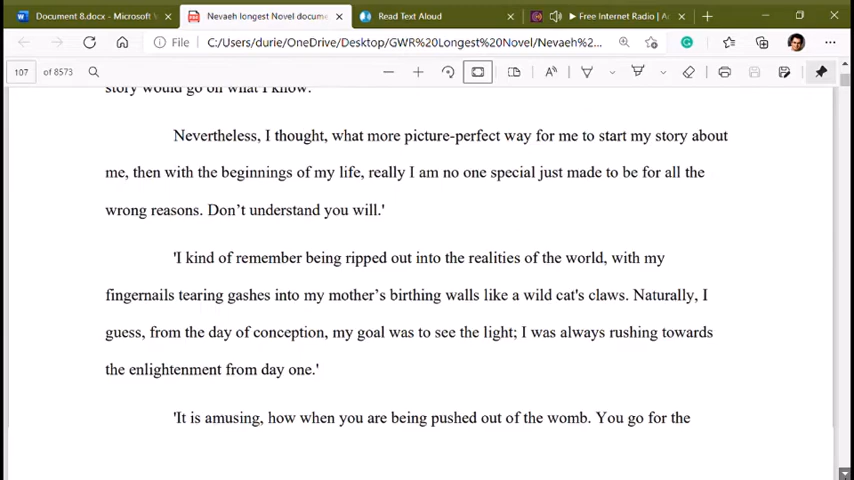 Document 8.docx - Microsoft W
Nevaeh longest Novel docume
Read Text Aloud
Free Internet Radio | Ac
File C:/Users/durie/OneDrive/Desktop/GWR%20Longest%20Novel/Nevaeh%...
107 of 8573
story would go on what I know.
Nevertheless, I thought, what more picture-perfect way for me to start my story about
me, then with the beginnings of my life, really I am no one special just made to be for all the
wrong reasons. Don’t understand you will.'
'I kind of remember being ripped out into the realities of the world, with my
fingernails tearing gashes into my mother’s birthing walls like a wild cat's claws. Naturally, I
guess, from the day of conception, my goal was to see the light; I was always rushing towards
the enlightenment from day one.'
'It is amusing, how when you are being pushed out of the womb. You go for the